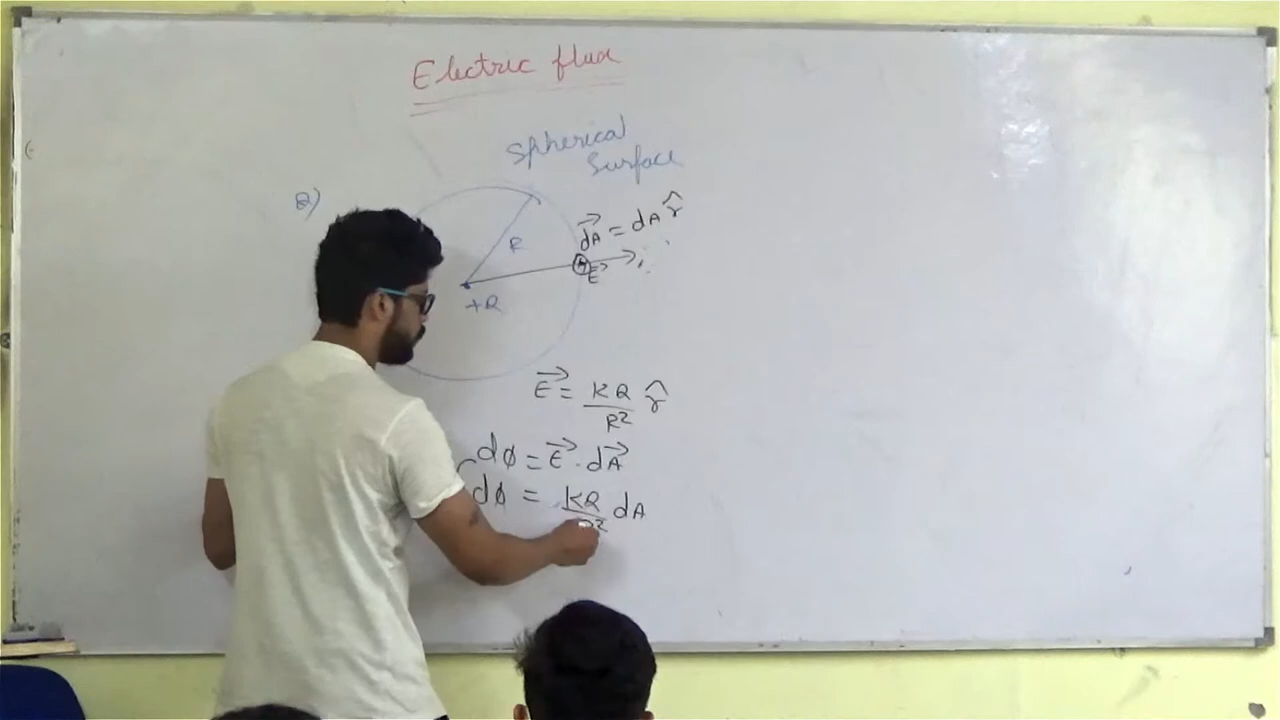 Electric flux
Spherical
Surface
Q)
R
+Q
dA⃗ = dA r̂
E⃗
E⃗ = KQ/R² r̂
dϕ = E⃗ . dA⃗
dϕ = KQ/R² dA